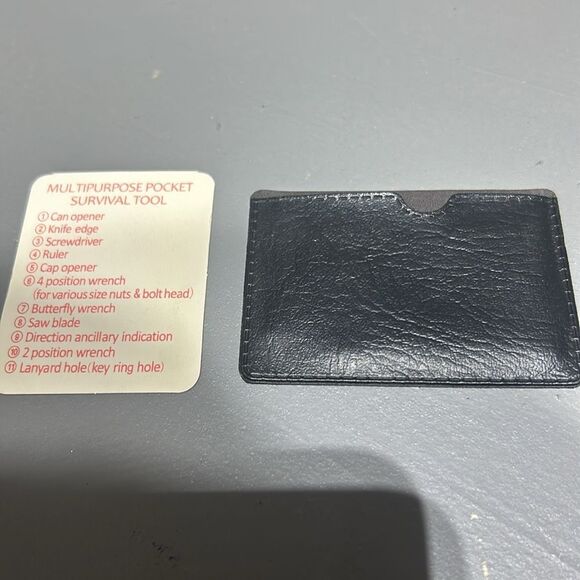 MULTIPURPOSE POCKET
SURVIVAL TOOL
① Can opener
② Knife edge
③ Screwdriver
④ Ruler
⑤ Cap opener
⑥ 4 position wrench
(for various size nuts & bolt head)
⑦ Butterfly wrench
⑧ Saw blade
⑨ Direction ancillary indication
⑩ 2 position wrench
⑪ Lanyard hole(key ring hole)